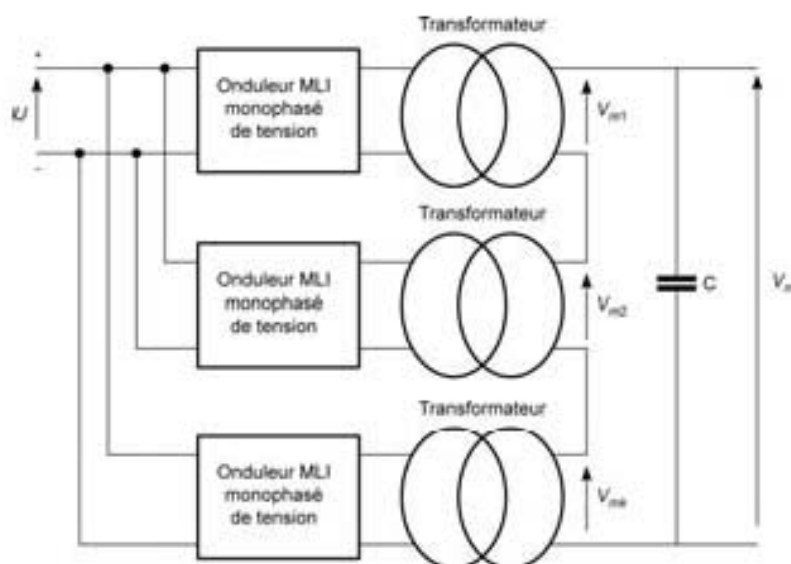 Transformateur
+
Onduleur MLI
monophasé
de tension
U
Vm1
−
Transformateur
Onduleur MLI
monophasé
de tension
Vm2
C
Transformateur
Onduleur MLI
monophasé
de tension